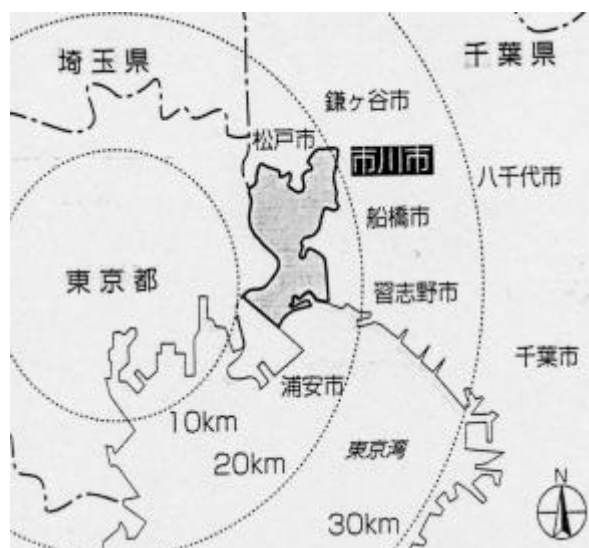 埼玉県
千葉県
鎌ヶ谷市
松戸市
市川市
八千代市
船橋市
東京都
習志野市
千葉市
浦安市
10km
東京湾
20km
N
30km